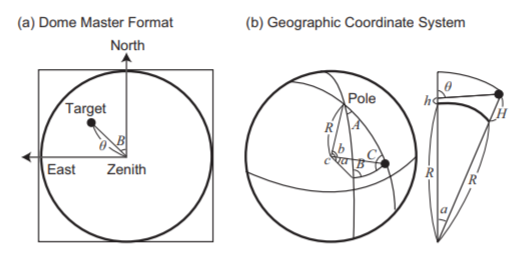 (a) Dome Master Format
North
Target
B
θ
East
Zenith
(b) Geographic Coordinate System
Pole
R
A
b
c
a
B
C
θ
h
H
R
R
a